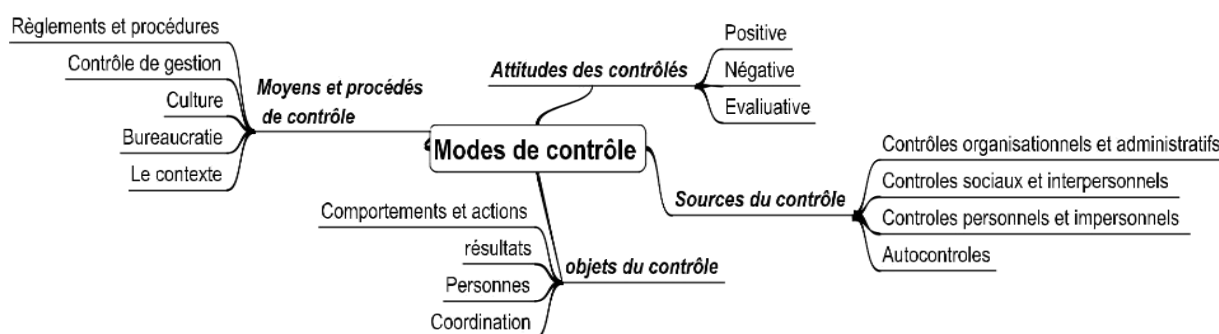 Modes de contrôle
Moyens et procédés
de contrôle
Règlements et procédures
Contrôle de gestion
Culture
Bureaucratie
Le contexte
Attitudes des contrôlés
Positive
Négative
Evaliuative
Sources du contrôle
Contrôles organisationnels et administratifs
Controles sociaux et interpersonnels
Controles personnels et impersonnels
Autocontroles
objets du contrôle
Comportements et actions
résultats
Personnes
Coordination